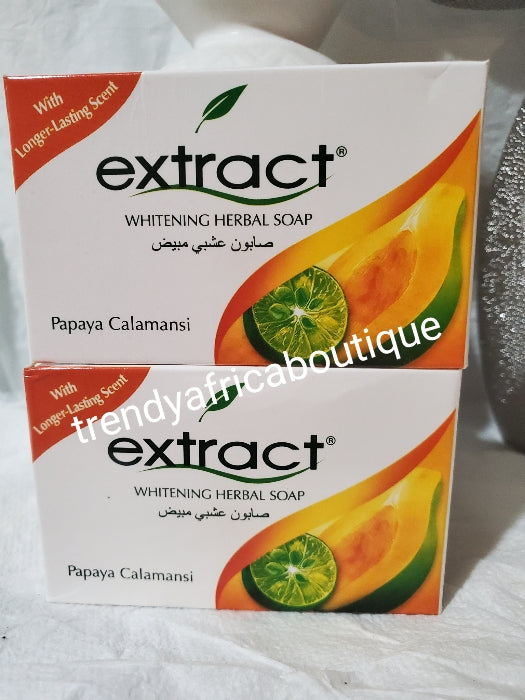 With
Longer-Lasting Scent
extract®
WHITENING HERBAL SOAP
صابون عشبي مبيض
Papaya Calamansi
trendyafricaboutique
With
Longer-Lasting Scent
extract®
WHITENING HERBAL SOAP
صابون عشبي مبيض
Papaya Calamansi